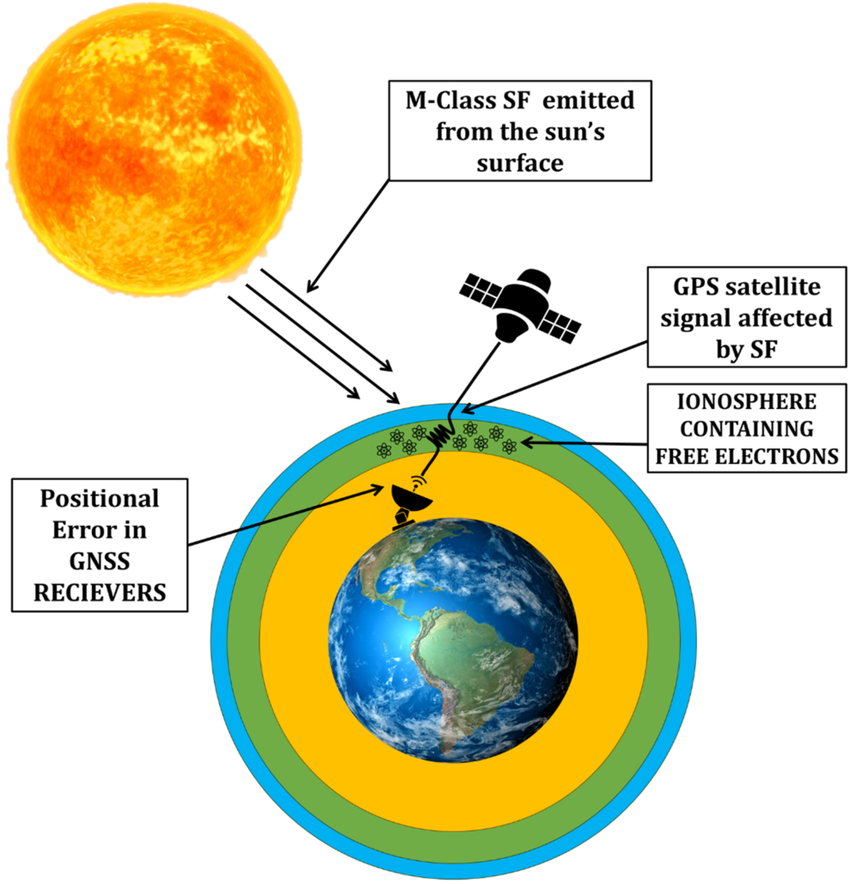 M-Class SF emitted
from the sun's
surface
GPS satellite
signal affected
by SF
IONOSPHERE
CONTAINING
FREE ELECTRONS
Positional
Error in
GNSS
RECIEVERS